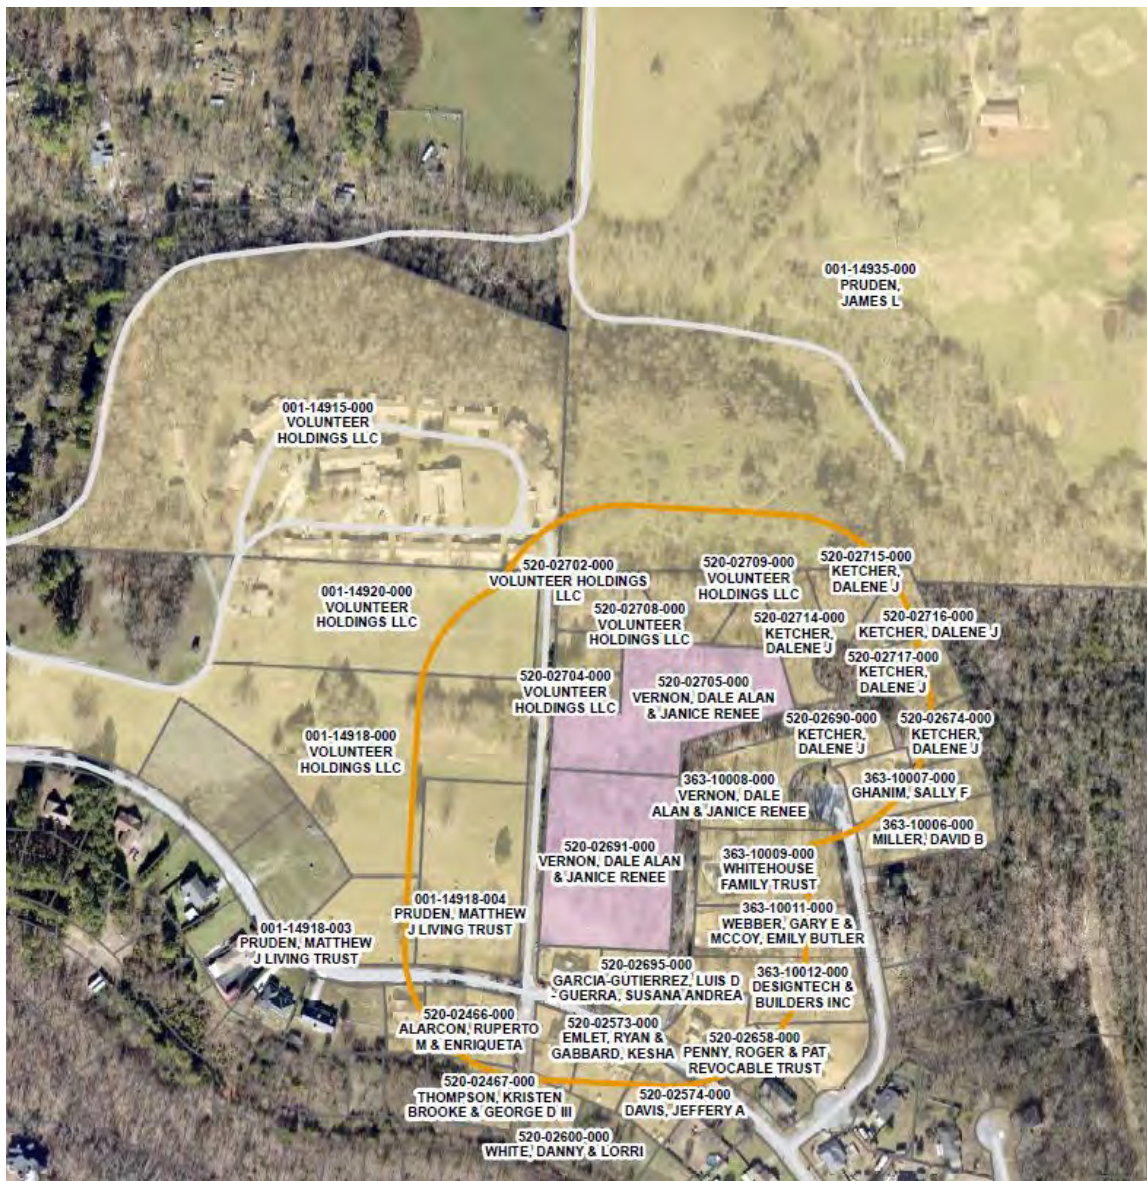 001-14935-000
PRUDEN,
JAMES L
001-14915-000
VOLUNTEER
HOLDINGS LLC
520-02702-000
VOLUNTEER HOLDINGS
LLC
520-02709-000
VOLUNTEER
HOLDINGS LLC
520-02715-000
KETCHER,
DALENE J
001-14920-000
VOLUNTEER
HOLDINGS LLC
520-02708-000
VOLUNTEER
HOLDINGS LLC
520-02714-000
KETCHER,
DALENE J
520-02716-000
KETCHER, DALENE J
520-02717-000
KETCHER,
DALENE J
520-02704-000
VOLUNTEER
HOLDINGS LLC
520-02705-000
VERNON, DALE ALAN
& JANICE RENEE
520-02690-000
KETCHER,
DALENE J
520-02674-000
KETCHER,
DALENE J
001-14918-000
VOLUNTEER
HOLDINGS LLC
363-10008-000
VERNON, DALE
ALAN & JANICE RENEE
363-10007-000
GHANIM, SALLY F
363-10006-000
MILLER, DAVID B
520-02691-000
VERNON, DALE ALAN
& JANICE RENEE
363-10009-000
WHITEHOUSE
FAMILY TRUST
001-14918-004
PRUDEN, MATTHEW
J LIVING TRUST
363-10011-000
WEBBER, GARY E &
MCCOY, EMILY BUTLER
001-14918-003
PRUDEN, MATTHEW
J LIVING TRUST
520-02695-000
GARCIA-GUTIERREZ, LUIS D
- GUERRA, SUSANA ANDREA
363-10012-000
DESIGNTECH &
BUILDERS INC
520-02466-000
ALARCON, RUPERTO
M & ENRIQUETA
520-02573-000
EMLET, RYAN &
GABBARD, KESHA
520-02658-000
PENNY, ROGER & PAT
REVOCABLE TRUST
520-02467-000
THOMPSON, KRISTEN
BROOKE & GEORGE D III
520-02574-000
DAVIS, JEFFERY A
520-02600-000
WHITE, DANNY & LORRI